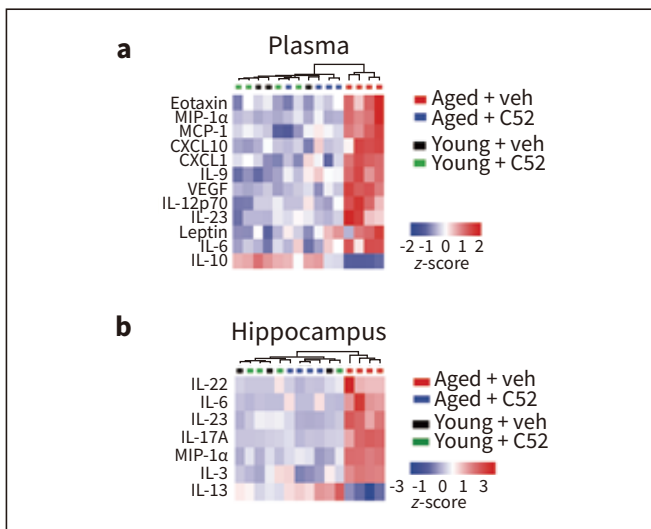 a
Plasma
Eotaxin
MIP-1α
MCP-1
CXCL10
CXCL1
IL-9
VEGF
IL-12p70
IL-23
Leptin
IL-6
IL-10
Aged + veh
Aged + C52
Young + veh
Young + C52
-2 -1 0 1 2
z-score
b
Hippocampus
IL-22
IL-6
IL-23
IL-17A
MIP-1α
IL-3
IL-13
Aged + veh
Aged + C52
Young + veh
Young + C52
-3 -1 0 1 3
z-score